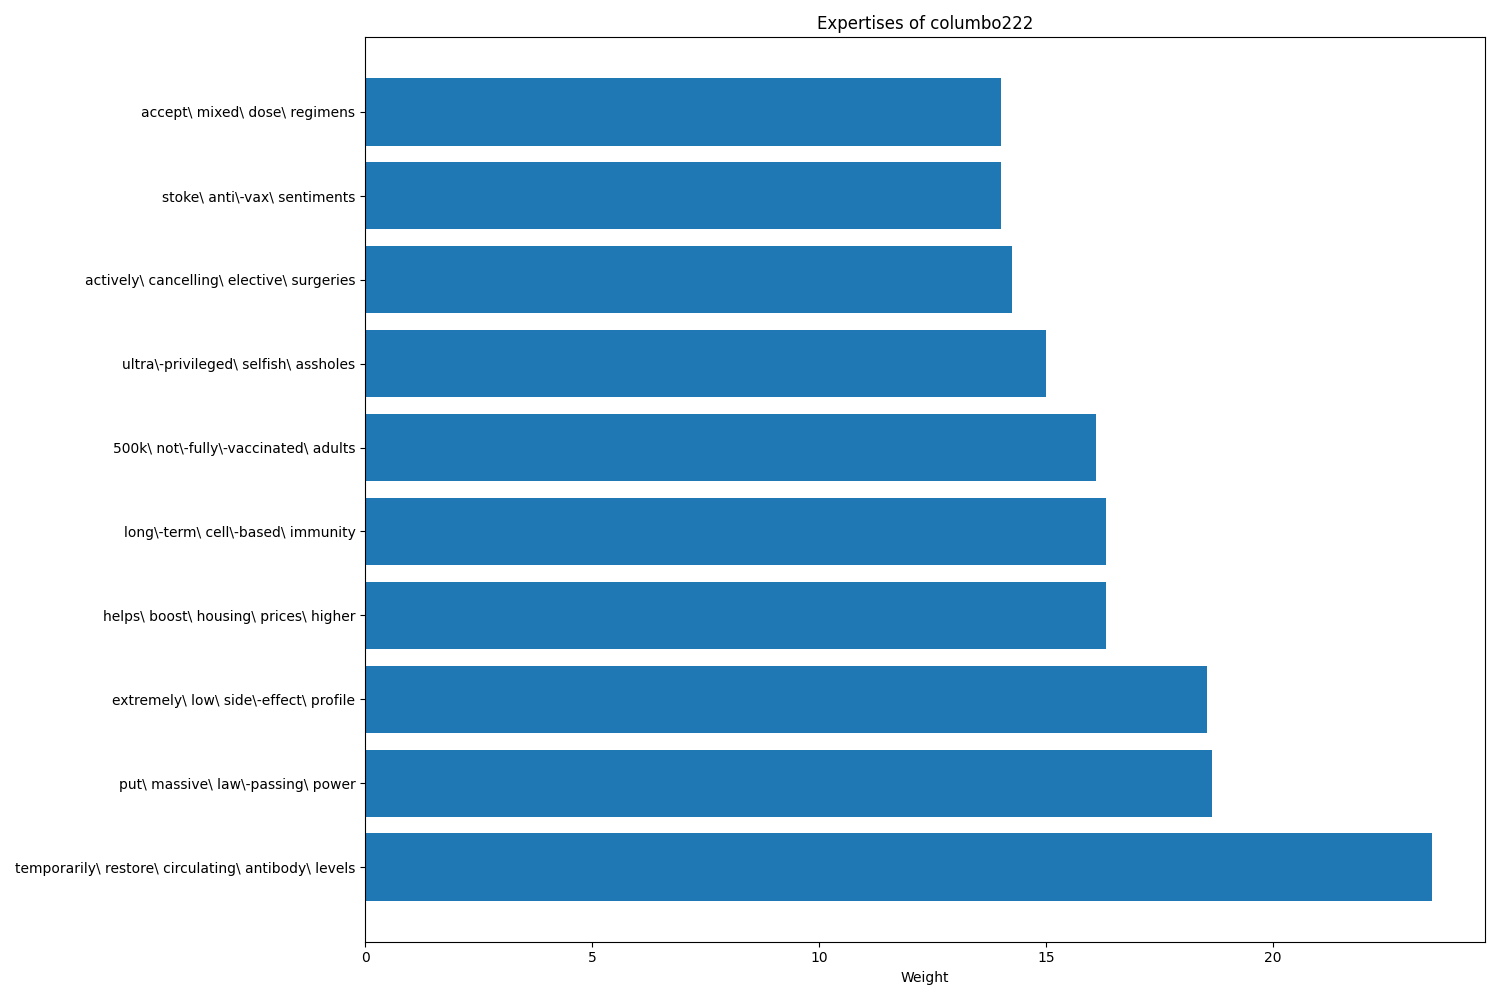 Expertises of columbo222
accept\ mixed\ dose\ regimens
stoke\ anti\-vax\ sentiments
actively\ cancelling\ elective\ surgeries
ultra\-privileged\ selfish\ assholes
500k\ not\-fully\-vaccinated\ adults
long\-term\ cell\-based\ immunity
helps\ boost\ housing\ prices\ higher
extremely\ low\ side\-effect\ profile
put\ massive\ law\-passing\ power
temporarily\ restore\ circulating\ antibody\ levels
0 5 10 15 20
Weight